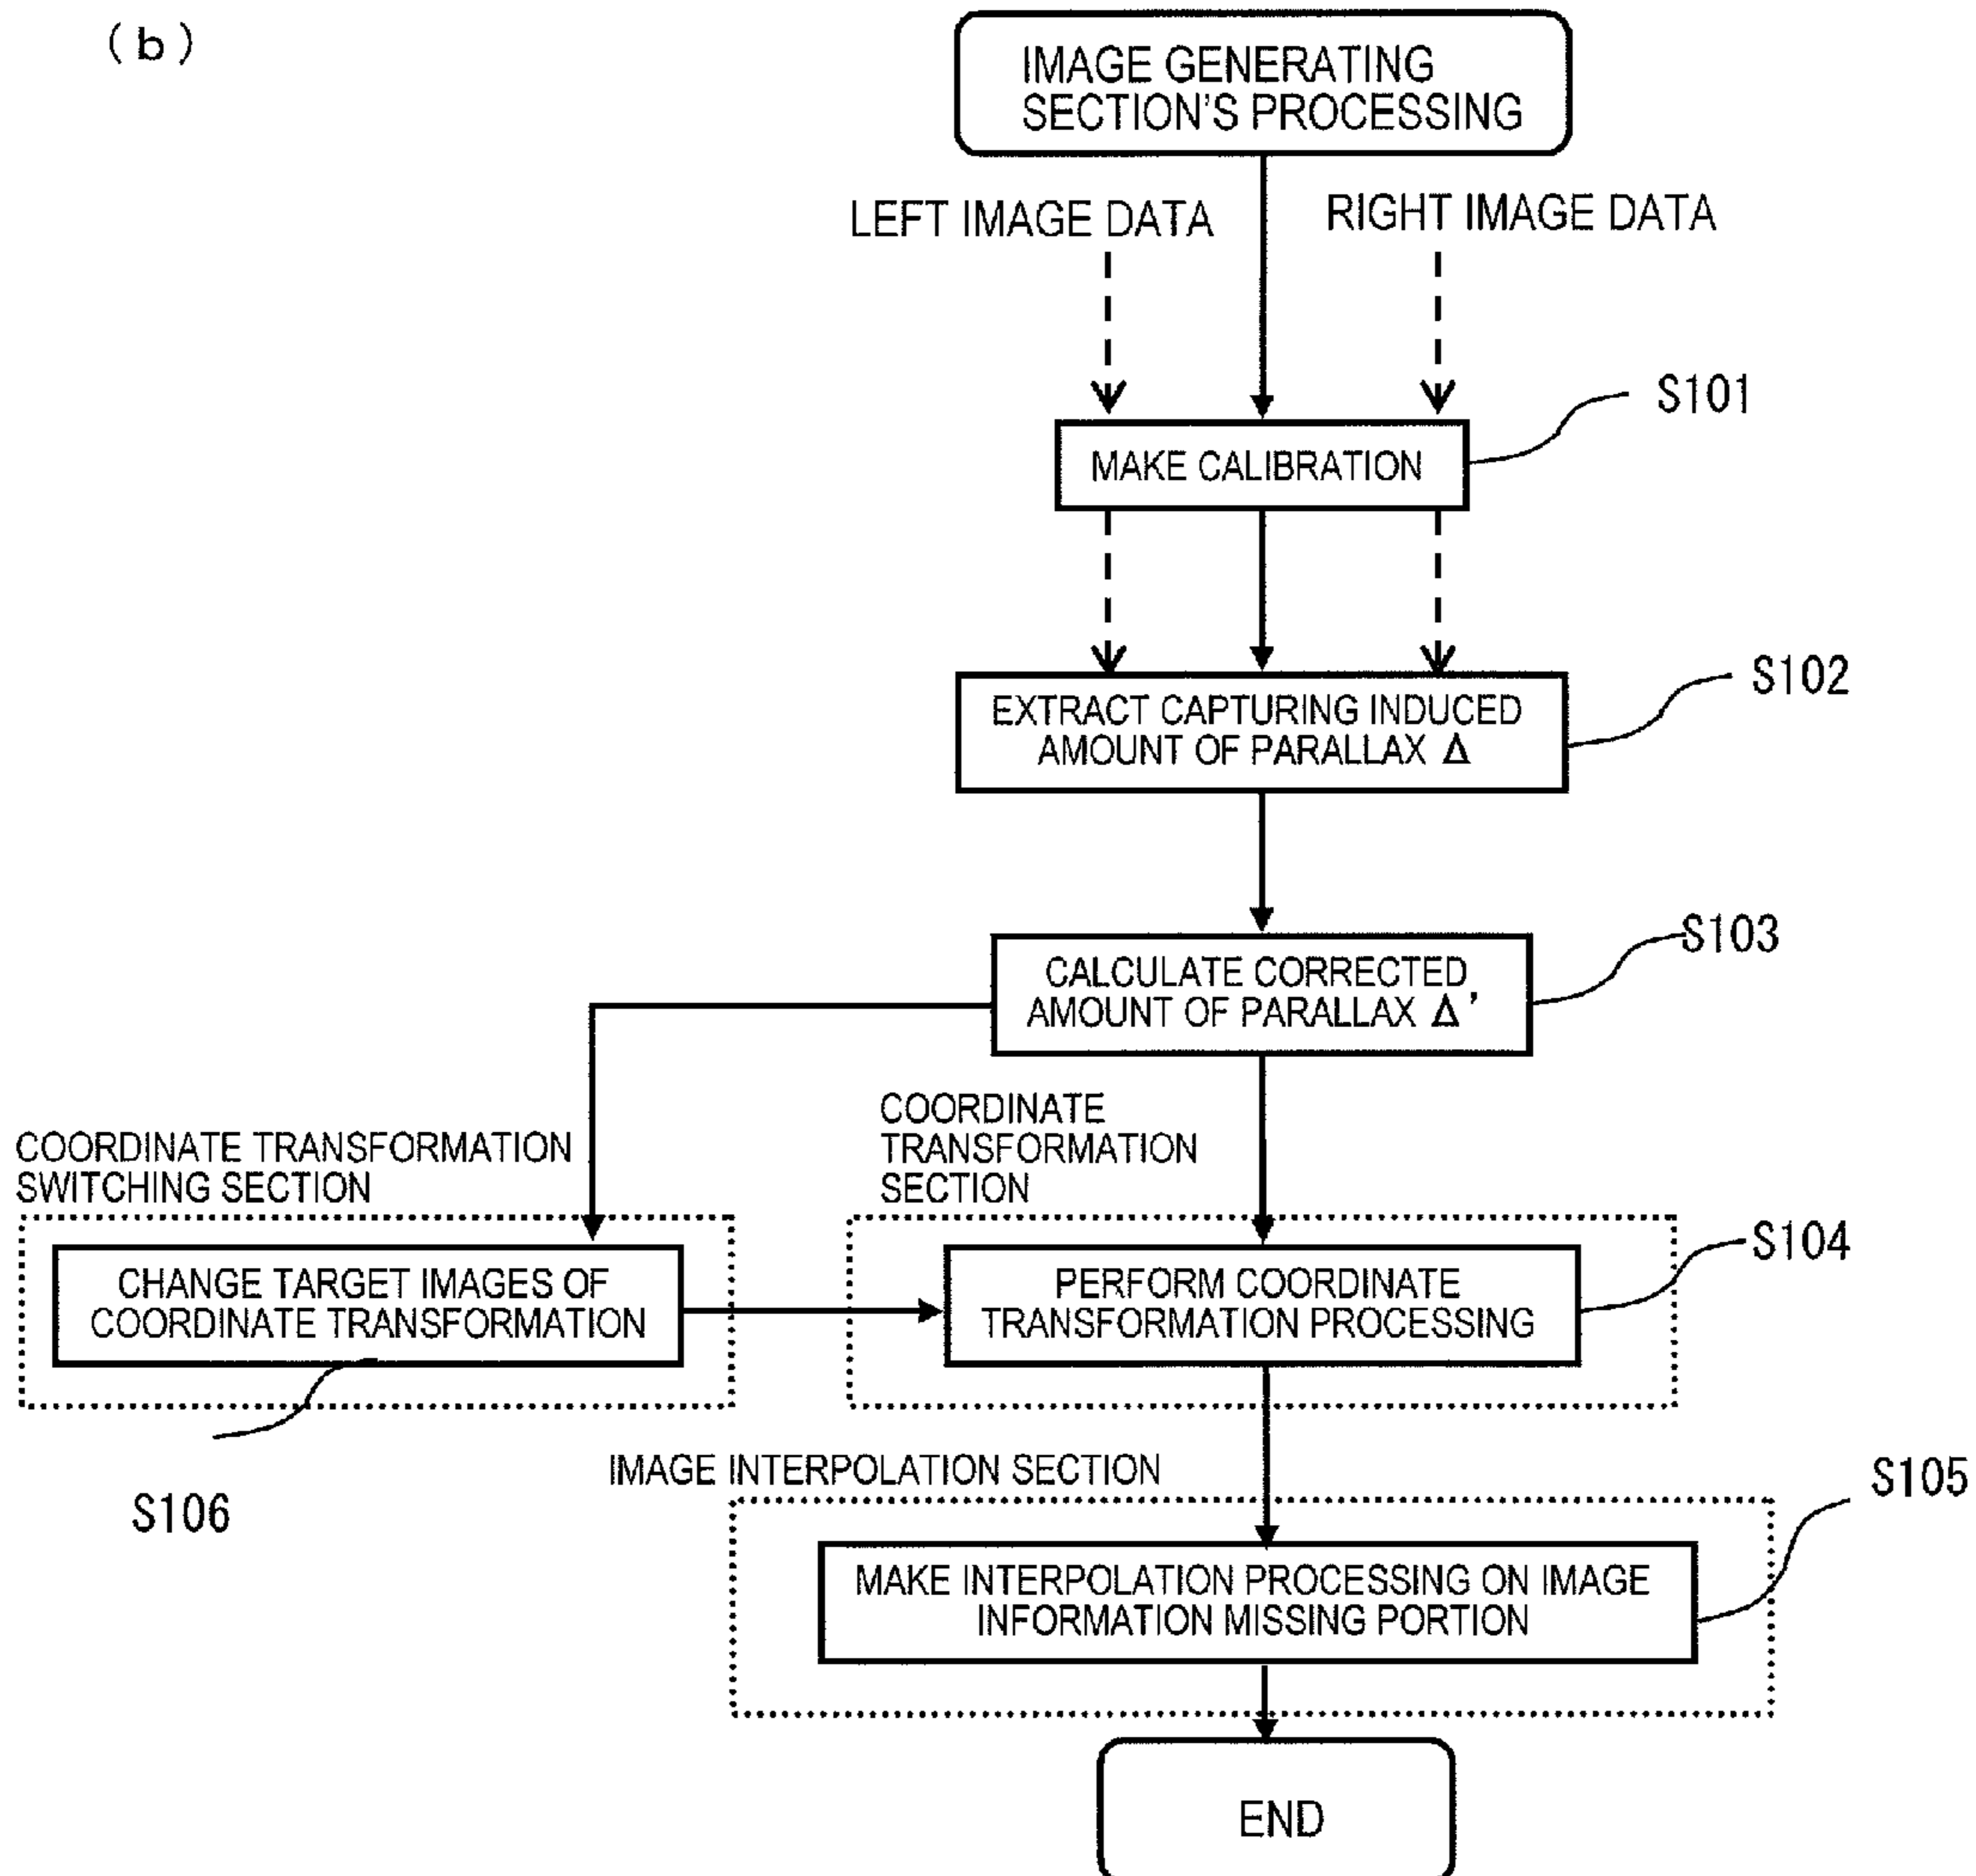 (b)
IMAGE GENERATING
SECTION'S PROCESSING
LEFT IMAGE DATA
RIGHT IMAGE DATA
S101
MAKE CALIBRATION
S102
EXTRACT CAPTURING INDUCED
AMOUNT OF PARALLAX Δ
S103
CALCULATE CORRECTED
AMOUNT OF PARALLAX Δ'
COORDINATE TRANSFORMATION
SWITCHING SECTION
COORDINATE
TRANSFORMATION
SECTION
S104
CHANGE TARGET IMAGES OF
COORDINATE TRANSFORMATION
PERFORM COORDINATE
TRANSFORMATION PROCESSING
S106
IMAGE INTERPOLATION SECTION
S105
MAKE INTERPOLATION PROCESSING ON IMAGE
INFORMATION MISSING PORTION
END